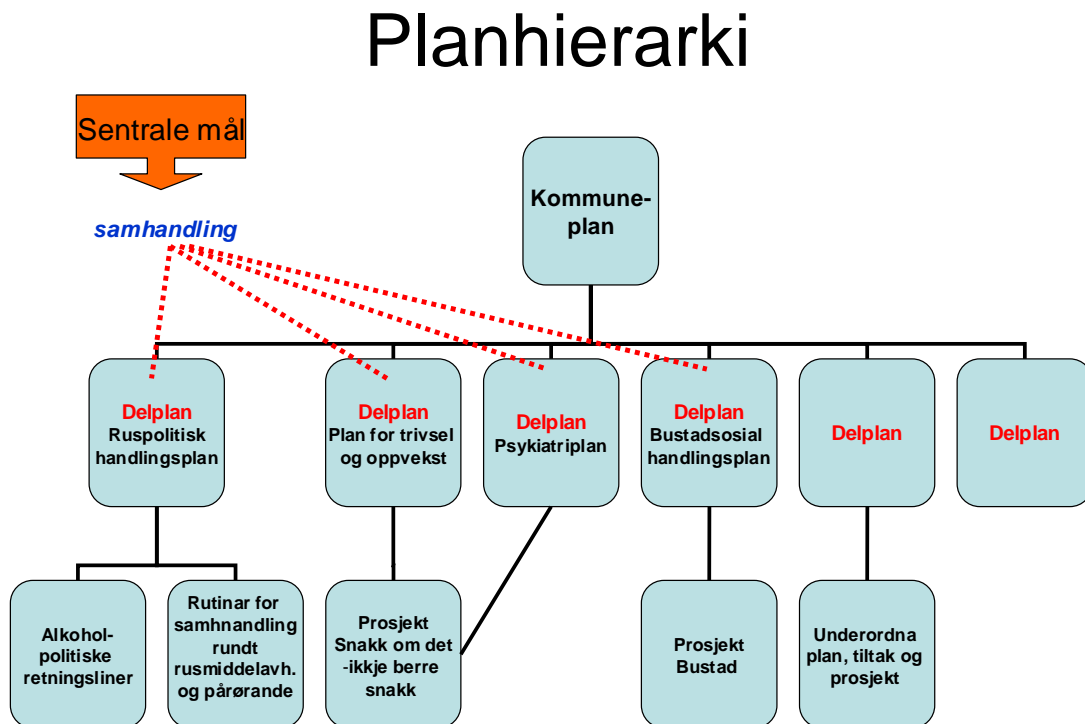 Planhierarki
Sentrale mål
samhandling
Kommune-
plan
Delplan
Ruspolitisk
handlingsplan
Delplan
Plan for trivsel
og oppvekst
Delplan
Psykiatriplan
Delplan
Bustadsosial
handlingsplan
Delplan
Delplan
Alkohol-
politiske
retningsliner
Rutinar for
samhnandling
rundt
rusmiddelavh.
og pårørande
Prosjekt
Snakk om det
-ikkje berre
snakk
Prosjekt
Bustad
Underordna
plan, tiltak og
prosjekt